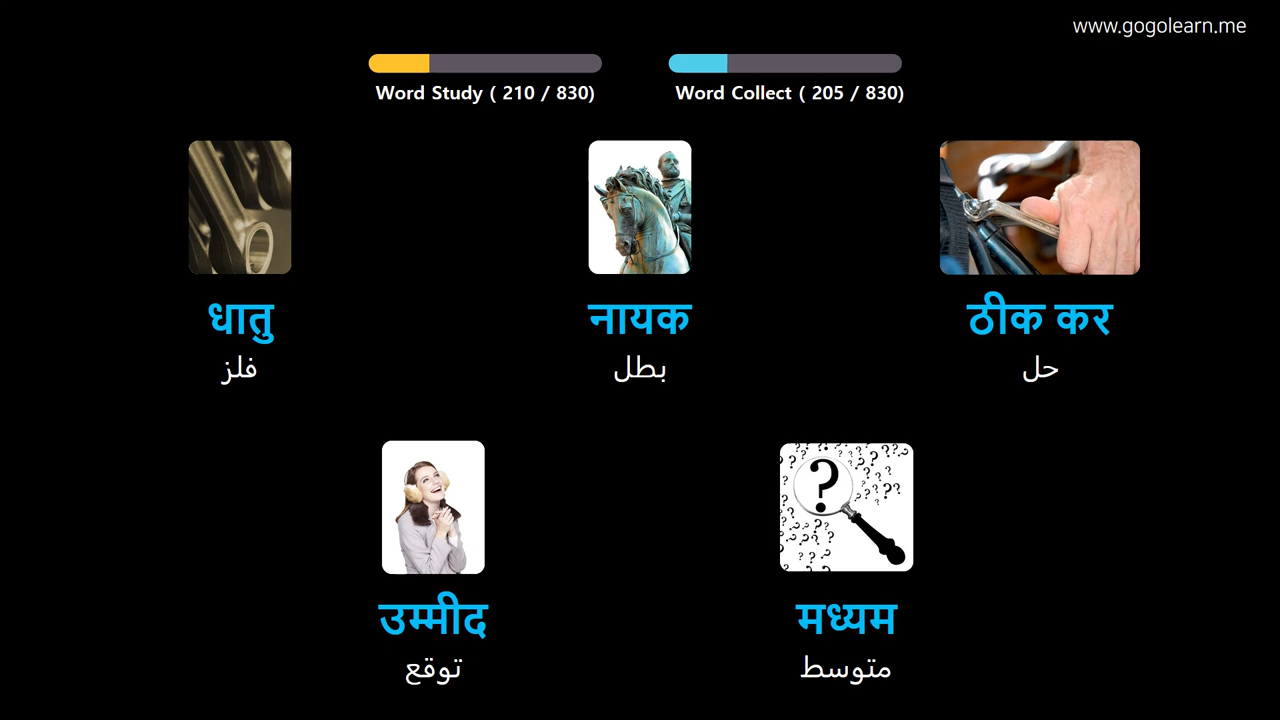 www.gogolearn.me
Word Study ( 210 / 830)
Word Collect ( 205 / 830)
धातु
فلز
नायक
بطل
ठीक कर
حل
उम्मीद
توقع
मध्यम
متوسط